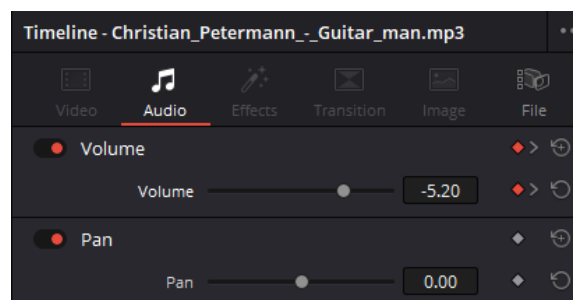 Timeline - Christian_Petermann_-_Guitar_man.mp3
Video Audio Effects Transition Image File
Volume
Volume -5.20
Pan
Pan 0.00